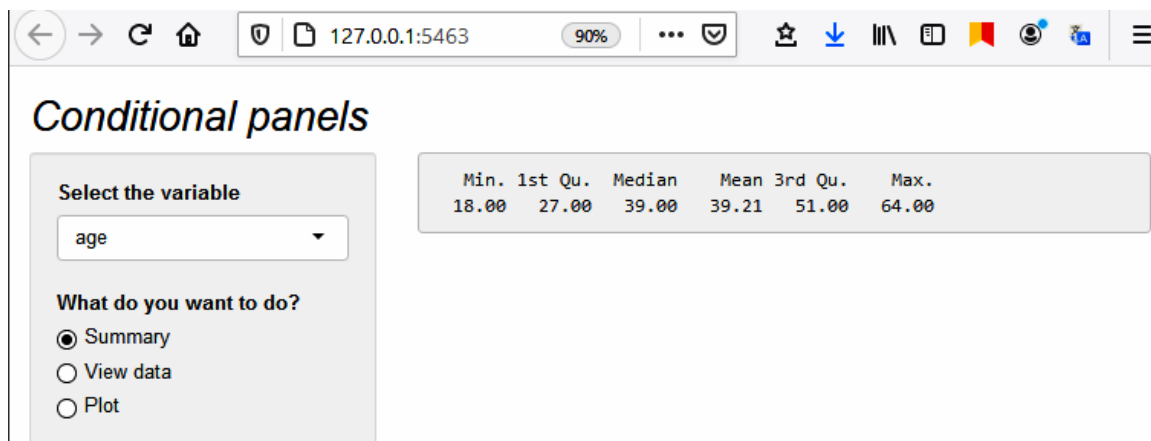 127.0.0.1:5463 90%
Conditional panels
Select the variable
age
What do you want to do?
Summary
View data
Plot
Min. 1st Qu. Median Mean 3rd Qu. Max.
18.00 27.00 39.00 39.21 51.00 64.00